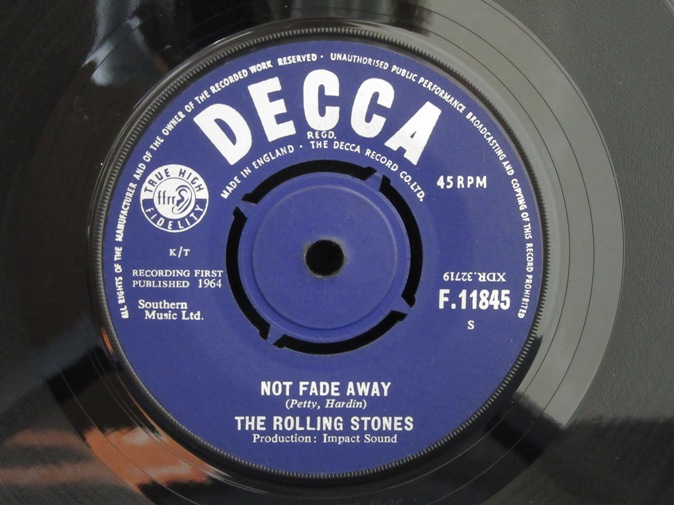 ALL RIGHTS OF THE MANUFACTURER AND OF THE OWNER OF THE RECORDED WORK RESERVED · UNAUTHORISED PUBLIC PERFORMANCE BROADCASTING AND COPYING OF THIS RECORD PROHIBITED
DECCA
REGD.
MADE IN ENGLAND · THE DECCA RECORD CO. LTD.
TRUE HIGH
ffrr
FIDELITY
45 RPM
K/T
RECORDING FIRST
PUBLISHED 1964
Southern
Music Ltd.
XDR.32719
F.11845
S
NOT FADE AWAY
(Petty, Hardin)
THE ROLLING STONES
Production: Impact Sound